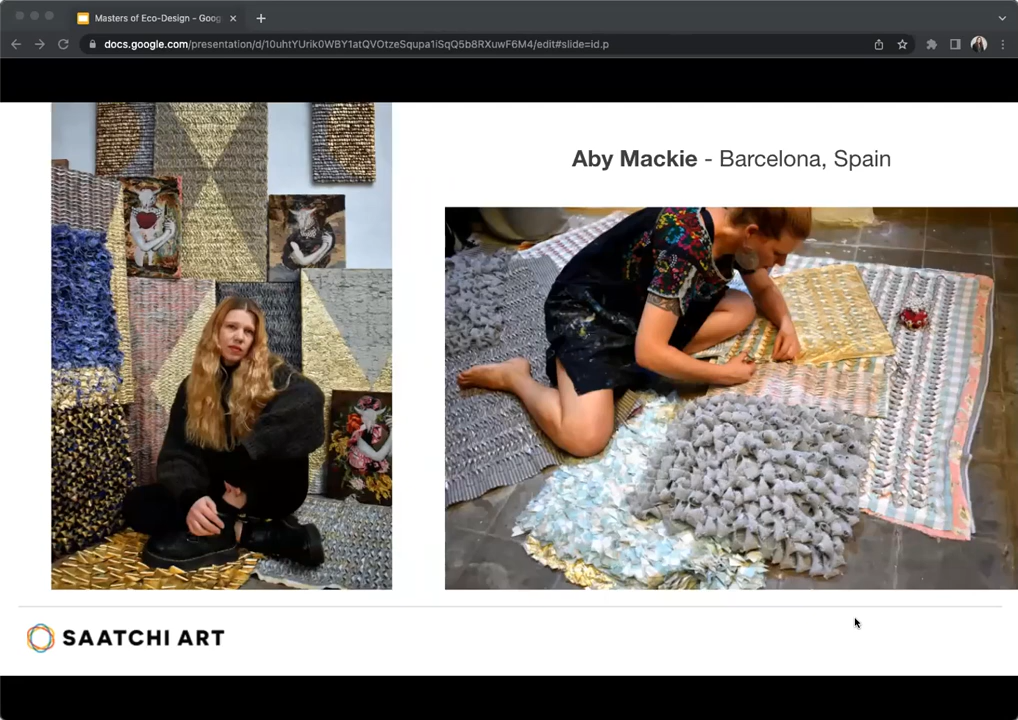 Masters of Eco-Design - Goog
docs.google.com/presentation/d/10uhtYUrik0WBY1atQVOtzeSqupa1iSqQ5b8RXuwF6M4/edit#slide=id.p
Aby Mackie - Barcelona, Spain
SAATCHI ART